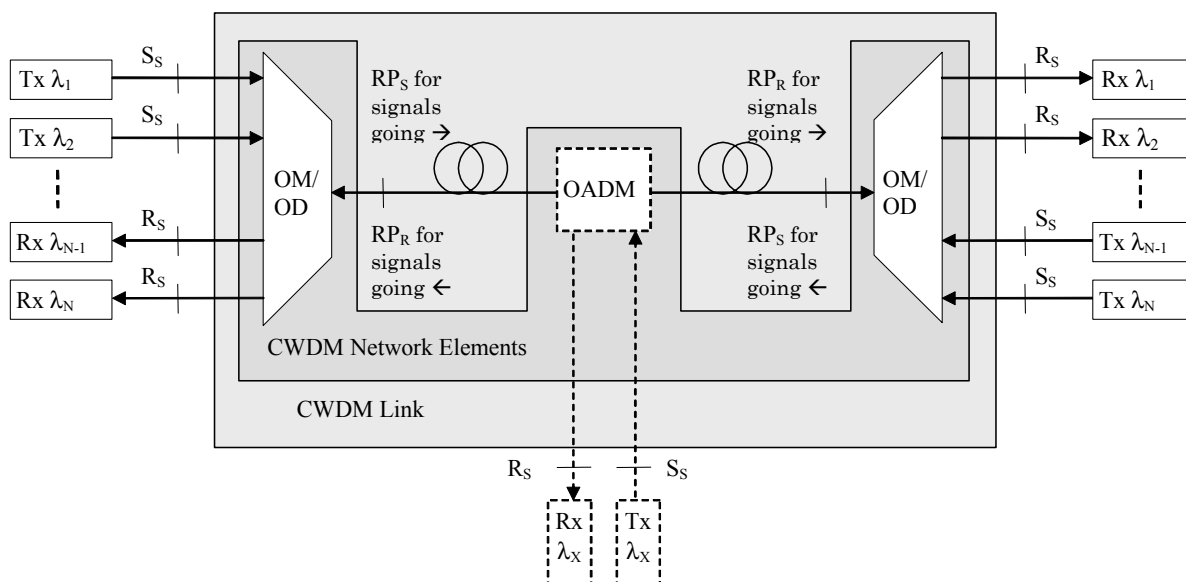 Tx λ1
Tx λ2
Rx λN-1
Rx λN
SS
SS
RS
RS
OM/
OD
RPS for
signals
going →
RPR for
signals
going ←
OADM
RPR for
signals
going →
RPS for
signals
going ←
OM/
OD
RS
RS
SS
SS
Rx λ1
Rx λ2
Tx λN-1
Tx λN
CWDM Network Elements
CWDM Link
RS
SS
Rx
λX
Tx
λX